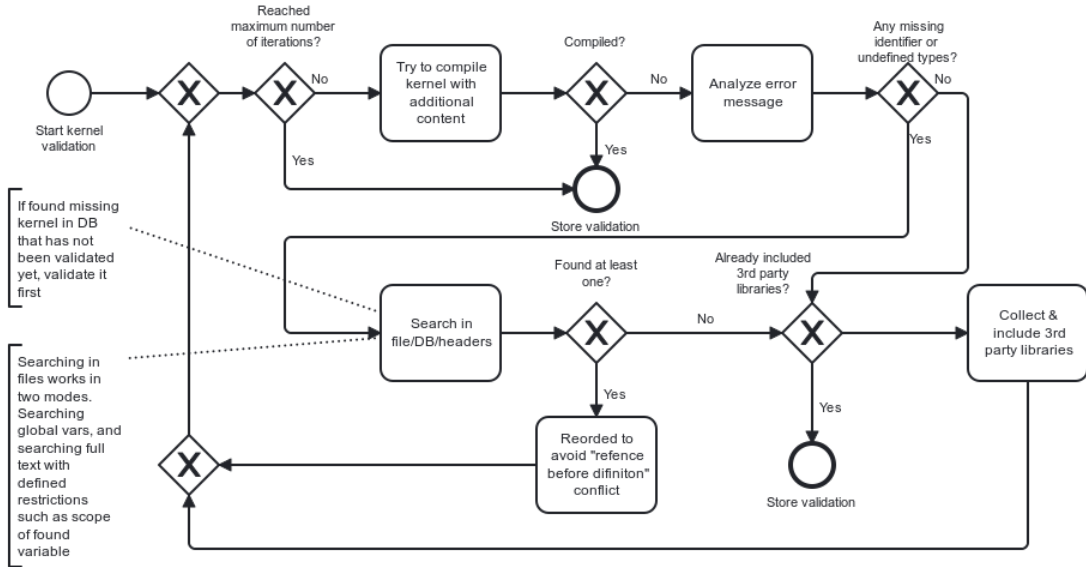 Reached
maximum number
of iterations?
Compiled?
Any missing
identifier or
undefined types?
Start kernel
validation
No
Try to compile
kernel with
additional
content
No
Analyze error
message
No
Yes
Yes
Yes
Store validation
If found missing
kernel in DB
that has not
been validated
yet, validate it
first
Found at least
one?
Already included
3rd party
libraries?
Search in
file/DB/headers
No
Collect &
include 3rd
party libraries
Searching in
files works in
two modes.
Searching
global vars, and
searching full
text with
defined
restrictions
such as scope
of found
variable
Yes
Reorded to
avoid "refence
before difiniton"
conflict
Yes
Store validation